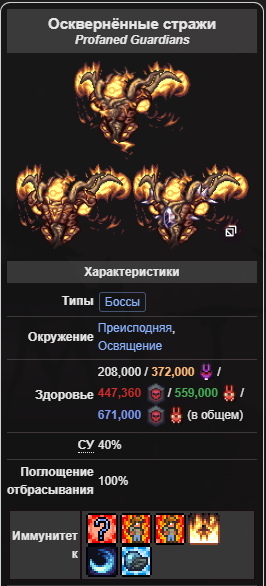 Осквернённые стражи
Profaned Guardians
Характеристики
Типы Боссы
Окружение Преисподняя,
Освящение
208,000 / 372,000 /
Здоровье 447,360 / 559,000 /
671,000 (в общем)
СУ 40%
Поглощение
отбрасывания 100%
Иммунитет
к